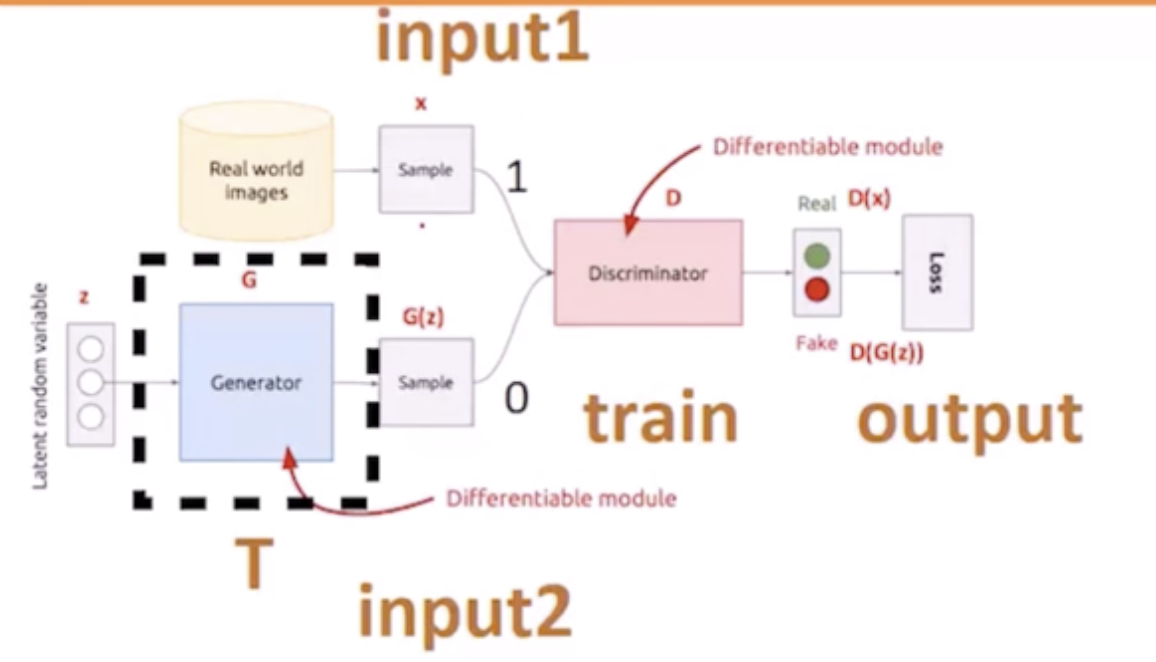 input1
x
Real world
images
Sample
1
Differentiable module
D
Real D(x)
Discriminator
Loss
Fake D(G(z))
G
z
Latent random variable
Generator
G(z)
Sample
0
train
output
Differentiable module
T
input2